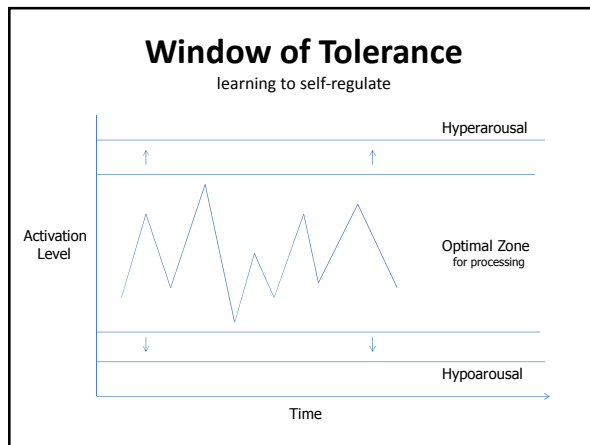 Window of Tolerance
learning to self-regulate
Hyperarousal
Activation
Level
Optimal Zone
for processing
Hypoarousal
Time